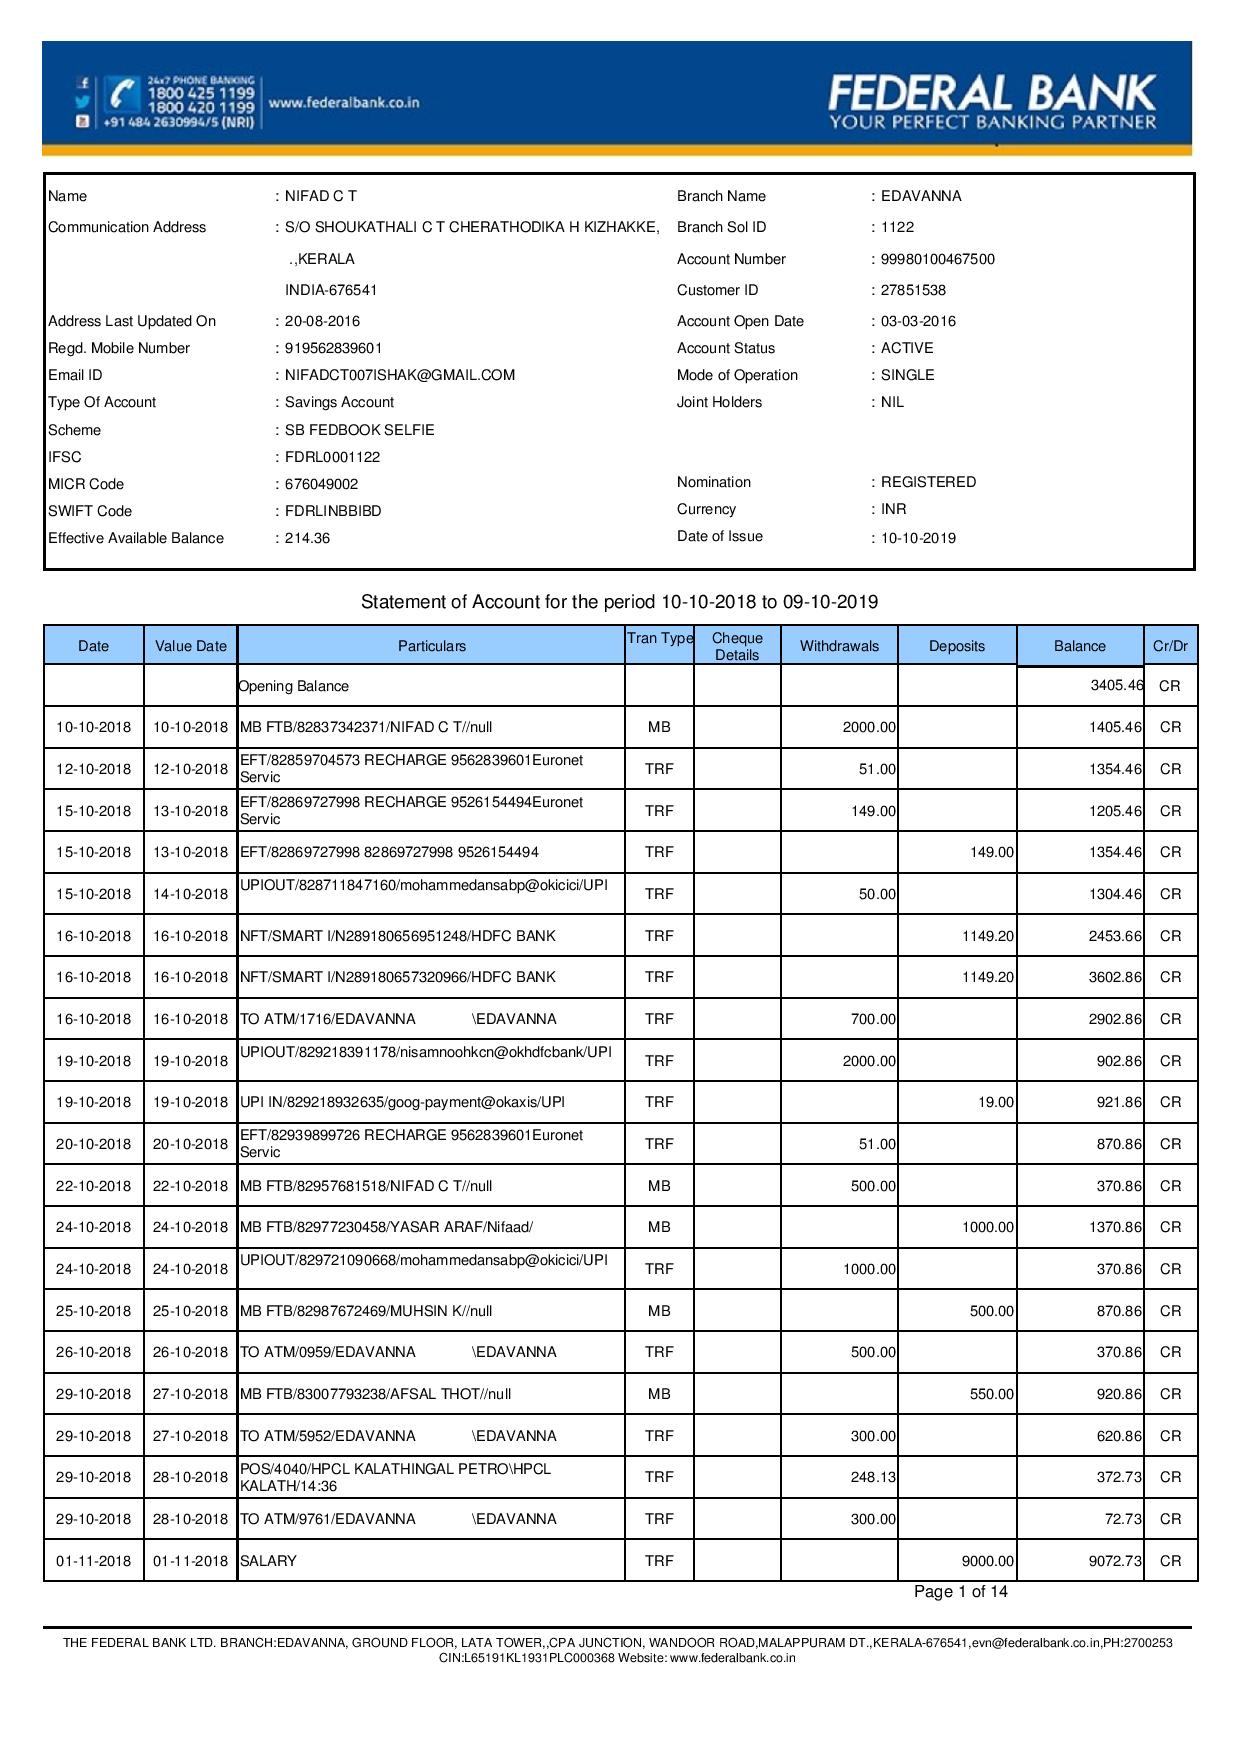 24x7 PHONE BANKING
1800 425 1199
1800 420 1199
+91 484 2630994/5 (NRI)
www.federalbank.co.in
FEDERAL BANK
YOUR PERFECT BANKING PARTNER
Name : NIFAD C T Branch Name : EDAVANNA
Communication Address : S/O SHOUKATHALI C T CHERATHODIKA H KIZHAKKE, Branch Sol ID : 1122
.,KERALA Account Number : 99980100467500
INDIA-676541 Customer ID : 27851538
Address Last Updated On : 20-08-2016 Account Open Date : 03-03-2016
Regd. Mobile Number : 919562839601 Account Status : ACTIVE
Email ID : NIFADCT007ISHAK@GMAIL.COM Mode of Operation : SINGLE
Type Of Account : Savings Account Joint Holders : NIL
Scheme : SB FEDBOOK SELFIE
IFSC : FDRL0001122
MICR Code : 676049002 Nomination : REGISTERED
SWIFT Code : FDRLINBBIBD Currency : INR
Effective Available Balance : 214.36 Date of Issue : 10-10-2019
Statement of Account for the period 10-10-2018 to 09-10-2019
Date Value Date Particulars Tran Type Cheque Details Withdrawals Deposits Balance Cr/Dr
Opening Balance 3405.46 CR
10-10-2018 10-10-2018 MB FTB/82837342371/NIFAD C T//null MB 2000.00 1405.46 CR
12-10-2018 12-10-2018 EFT/82859704573 RECHARGE 9562839601Euronet Servic TRF 51.00 1354.46 CR
15-10-2018 13-10-2018 EFT/82869727998 RECHARGE 9526154494Euronet Servic TRF 149.00 1205.46 CR
15-10-2018 13-10-2018 EFT/82869727998 82869727998 9526154494 TRF 149.00 1354.46 CR
15-10-2018 14-10-2018 UPIOUT/828711847160/mohammedansabp@okicici/UPI TRF 50.00 1304.46 CR
16-10-2018 16-10-2018 NFT/SMART I/N289180656951248/HDFC BANK TRF 1149.20 2453.66 CR
16-10-2018 16-10-2018 NFT/SMART I/N289180657320966/HDFC BANK TRF 1149.20 3602.86 CR
16-10-2018 16-10-2018 TO ATM/1716/EDAVANNA \EDAVANNA TRF 700.00 2902.86 CR
19-10-2018 19-10-2018 UPIOUT/829218391178/nisamnoohkcn@okhdfcbank/UPI TRF 2000.00 902.86 CR
19-10-2018 19-10-2018 UPI IN/829218932635/goog-payment@okaxis/UPI TRF 19.00 921.86 CR
20-10-2018 20-10-2018 EFT/82939899726 RECHARGE 9562839601Euronet Servic TRF 51.00 870.86 CR
22-10-2018 22-10-2018 MB FTB/82957681518/NIFAD C T//null MB 500.00 370.86 CR
24-10-2018 24-10-2018 MB FTB/82977230458/YASAR ARAF/Nifaad/ MB 1000.00 1370.86 CR
24-10-2018 24-10-2018 UPIOUT/829721090668/mohammedansabp@okicici/UPI TRF 1000.00 370.86 CR
25-10-2018 25-10-2018 MB FTB/82987672469/MUHSIN K//null MB 500.00 870.86 CR
26-10-2018 26-10-2018 TO ATM/0959/EDAVANNA \EDAVANNA TRF 500.00 370.86 CR
29-10-2018 27-10-2018 MB FTB/83007793238/AFSAL THOT//null MB 550.00 920.86 CR
29-10-2018 27-10-2018 TO ATM/5952/EDAVANNA \EDAVANNA TRF 300.00 620.86 CR
29-10-2018 28-10-2018 POS/4040/HPCL KALATHINGAL PETRO\HPCL KALATH/14:36 TRF 248.13 372.73 CR
29-10-2018 28-10-2018 TO ATM/9761/EDAVANNA \EDAVANNA TRF 300.00 72.73 CR
01-11-2018 01-11-2018 SALARY TRF 9000.00 9072.73 CR
Page 1 of 14
THE FEDERAL BANK LTD. BRANCH:EDAVANNA, GROUND FLOOR, LATA TOWER,,CPA JUNCTION, WANDOOR ROAD,MALAPPURAM DT.,KERALA-676541,evn@federalbank.co.in,PH:2700253
CIN:L65191KL1931PLC000368 Website: www.federalbank.co.in